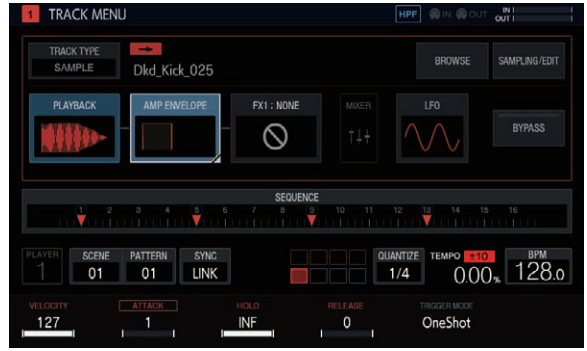 1 TRACK MENU
HPF IN OUT IN OUT
TRACK TYPE
SAMPLE
Dkd_Kick_025
BROWSE
SAMPLING/EDIT
PLAYBACK
AMP ENVELOPE
FX1 : NONE
MIXER
LFO
BYPASS
SEQUENCE
1 2 3 4 5 6 7 8 9 10 11 12 13 14 15 16
PLAYER
1
SCENE
01
PATTERN
01
SYNC
LINK
QUANTIZE
1/4
TEMPO ±10
0.00%
BPM
128.0
VELOCITY
127
ATTACK
1
HOLD
INF
RELEASE
0
TRIGGER MODE
OneShot